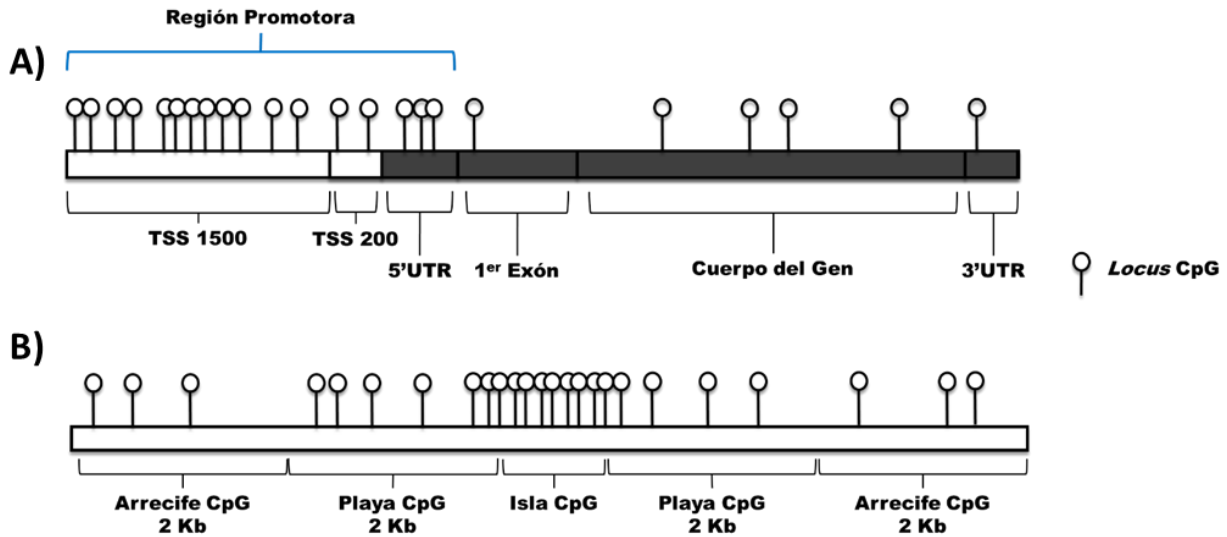 Región Promotora
A)
TSS 1500
TSS 200
5'UTR
1er Exón
Cuerpo del Gen
3'UTR
Locus CpG
B)
Arrecife CpG
2 Kb
Playa CpG
2 Kb
Isla CpG
Playa CpG
2 Kb
Arrecife CpG
2 Kb